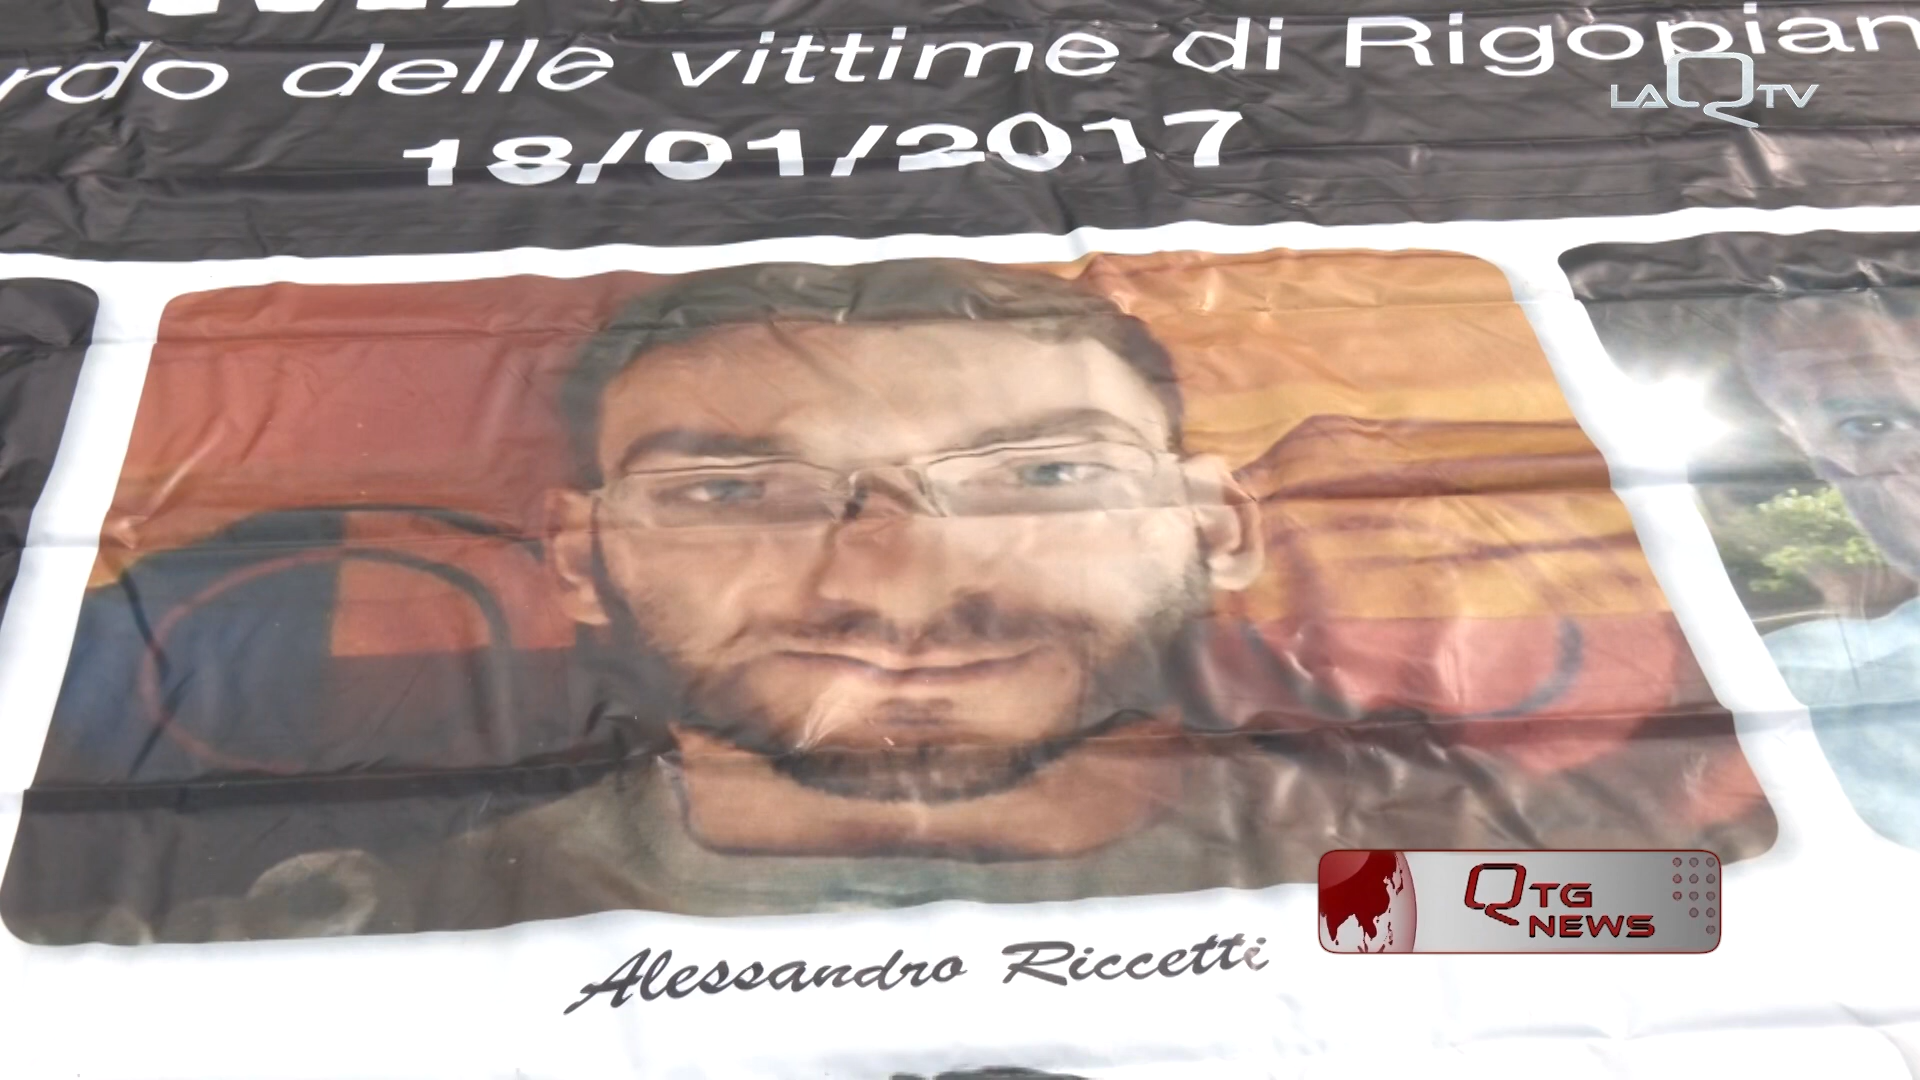 rdo delle vittime di Rigopian
LAQTV
18/01/2017
QTG
NEWS
Alessandro Riccetti